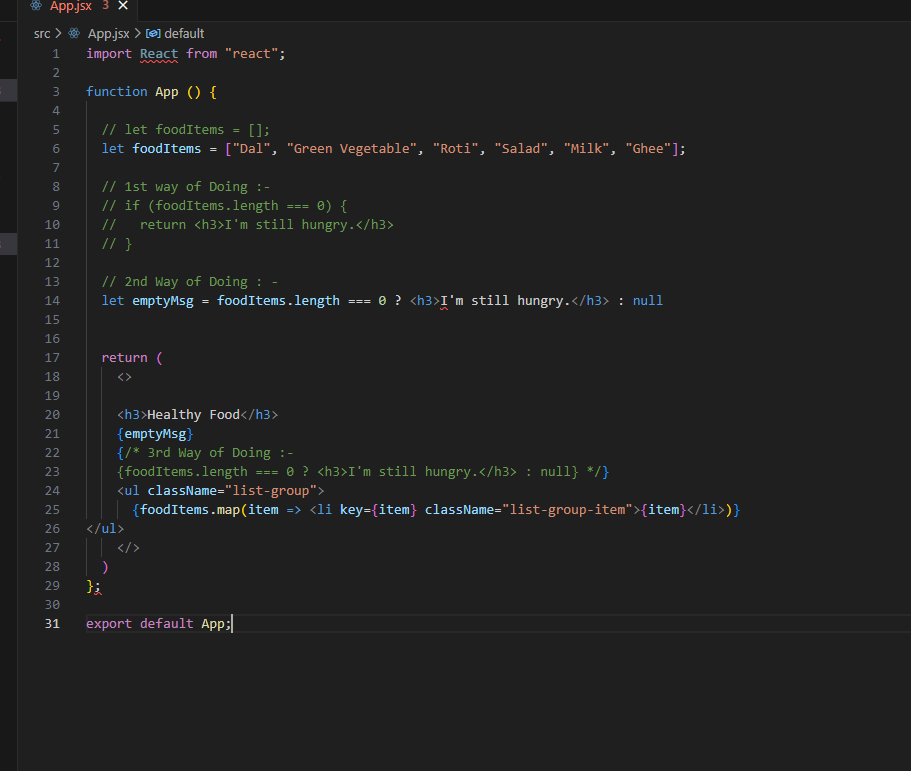 App.jsx 3 ×
src > App.jsx > default
1 import React from "react";
2
3 function App () {
4
5 // let foodItems = [];
6 let foodItems = ["Dal", "Green Vegetable", "Roti", "Salad", "Milk", "Ghee"];
7
8 // 1st way of Doing :-
9 // if (foodItems.length === 0) {
10 //   return <h3>I'm still hungry.</h3>
11 // }
12
13 // 2nd Way of Doing : -
14 let emptyMsg = foodItems.length === 0 ? <h3>I'm still hungry.</h3> : null
15
16
17 return (
18 <>
19
20 <h3>Healthy Food</h3>
21 {emptyMsg}
22 {/* 3rd Way of Doing :-
23 {foodItems.length === 0 ? <h3>I'm still hungry.</h3> : null} */}
24 <ul className="list-group">
25 {foodItems.map(item => <li key={item} className="list-group-item">{item}</li>)}
26 </ul>
27 </>
28 )
29 };
30
31 export default App;